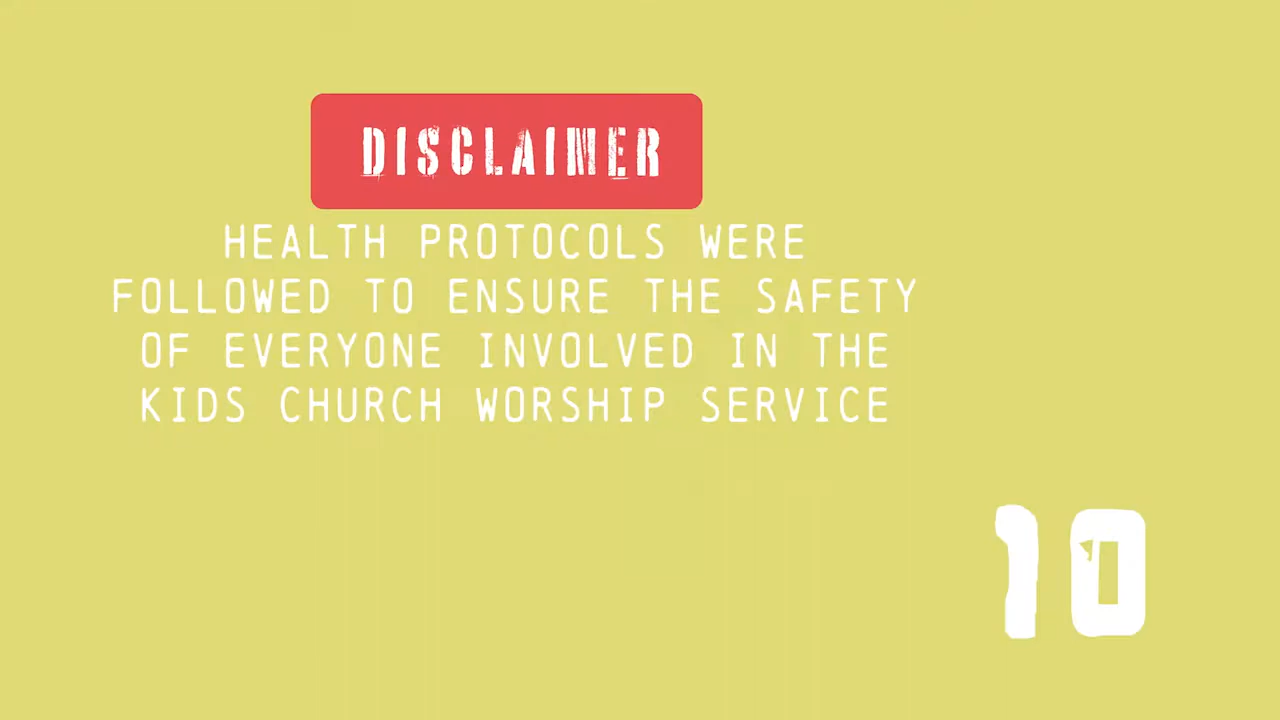 DISCLAIMER
HEALTH PROTOCOLS WERE
FOLLOWED TO ENSURE THE SAFETY
OF EVERYONE INVOLVED IN THE
KIDS CHURCH WORSHIP SERVICE
10